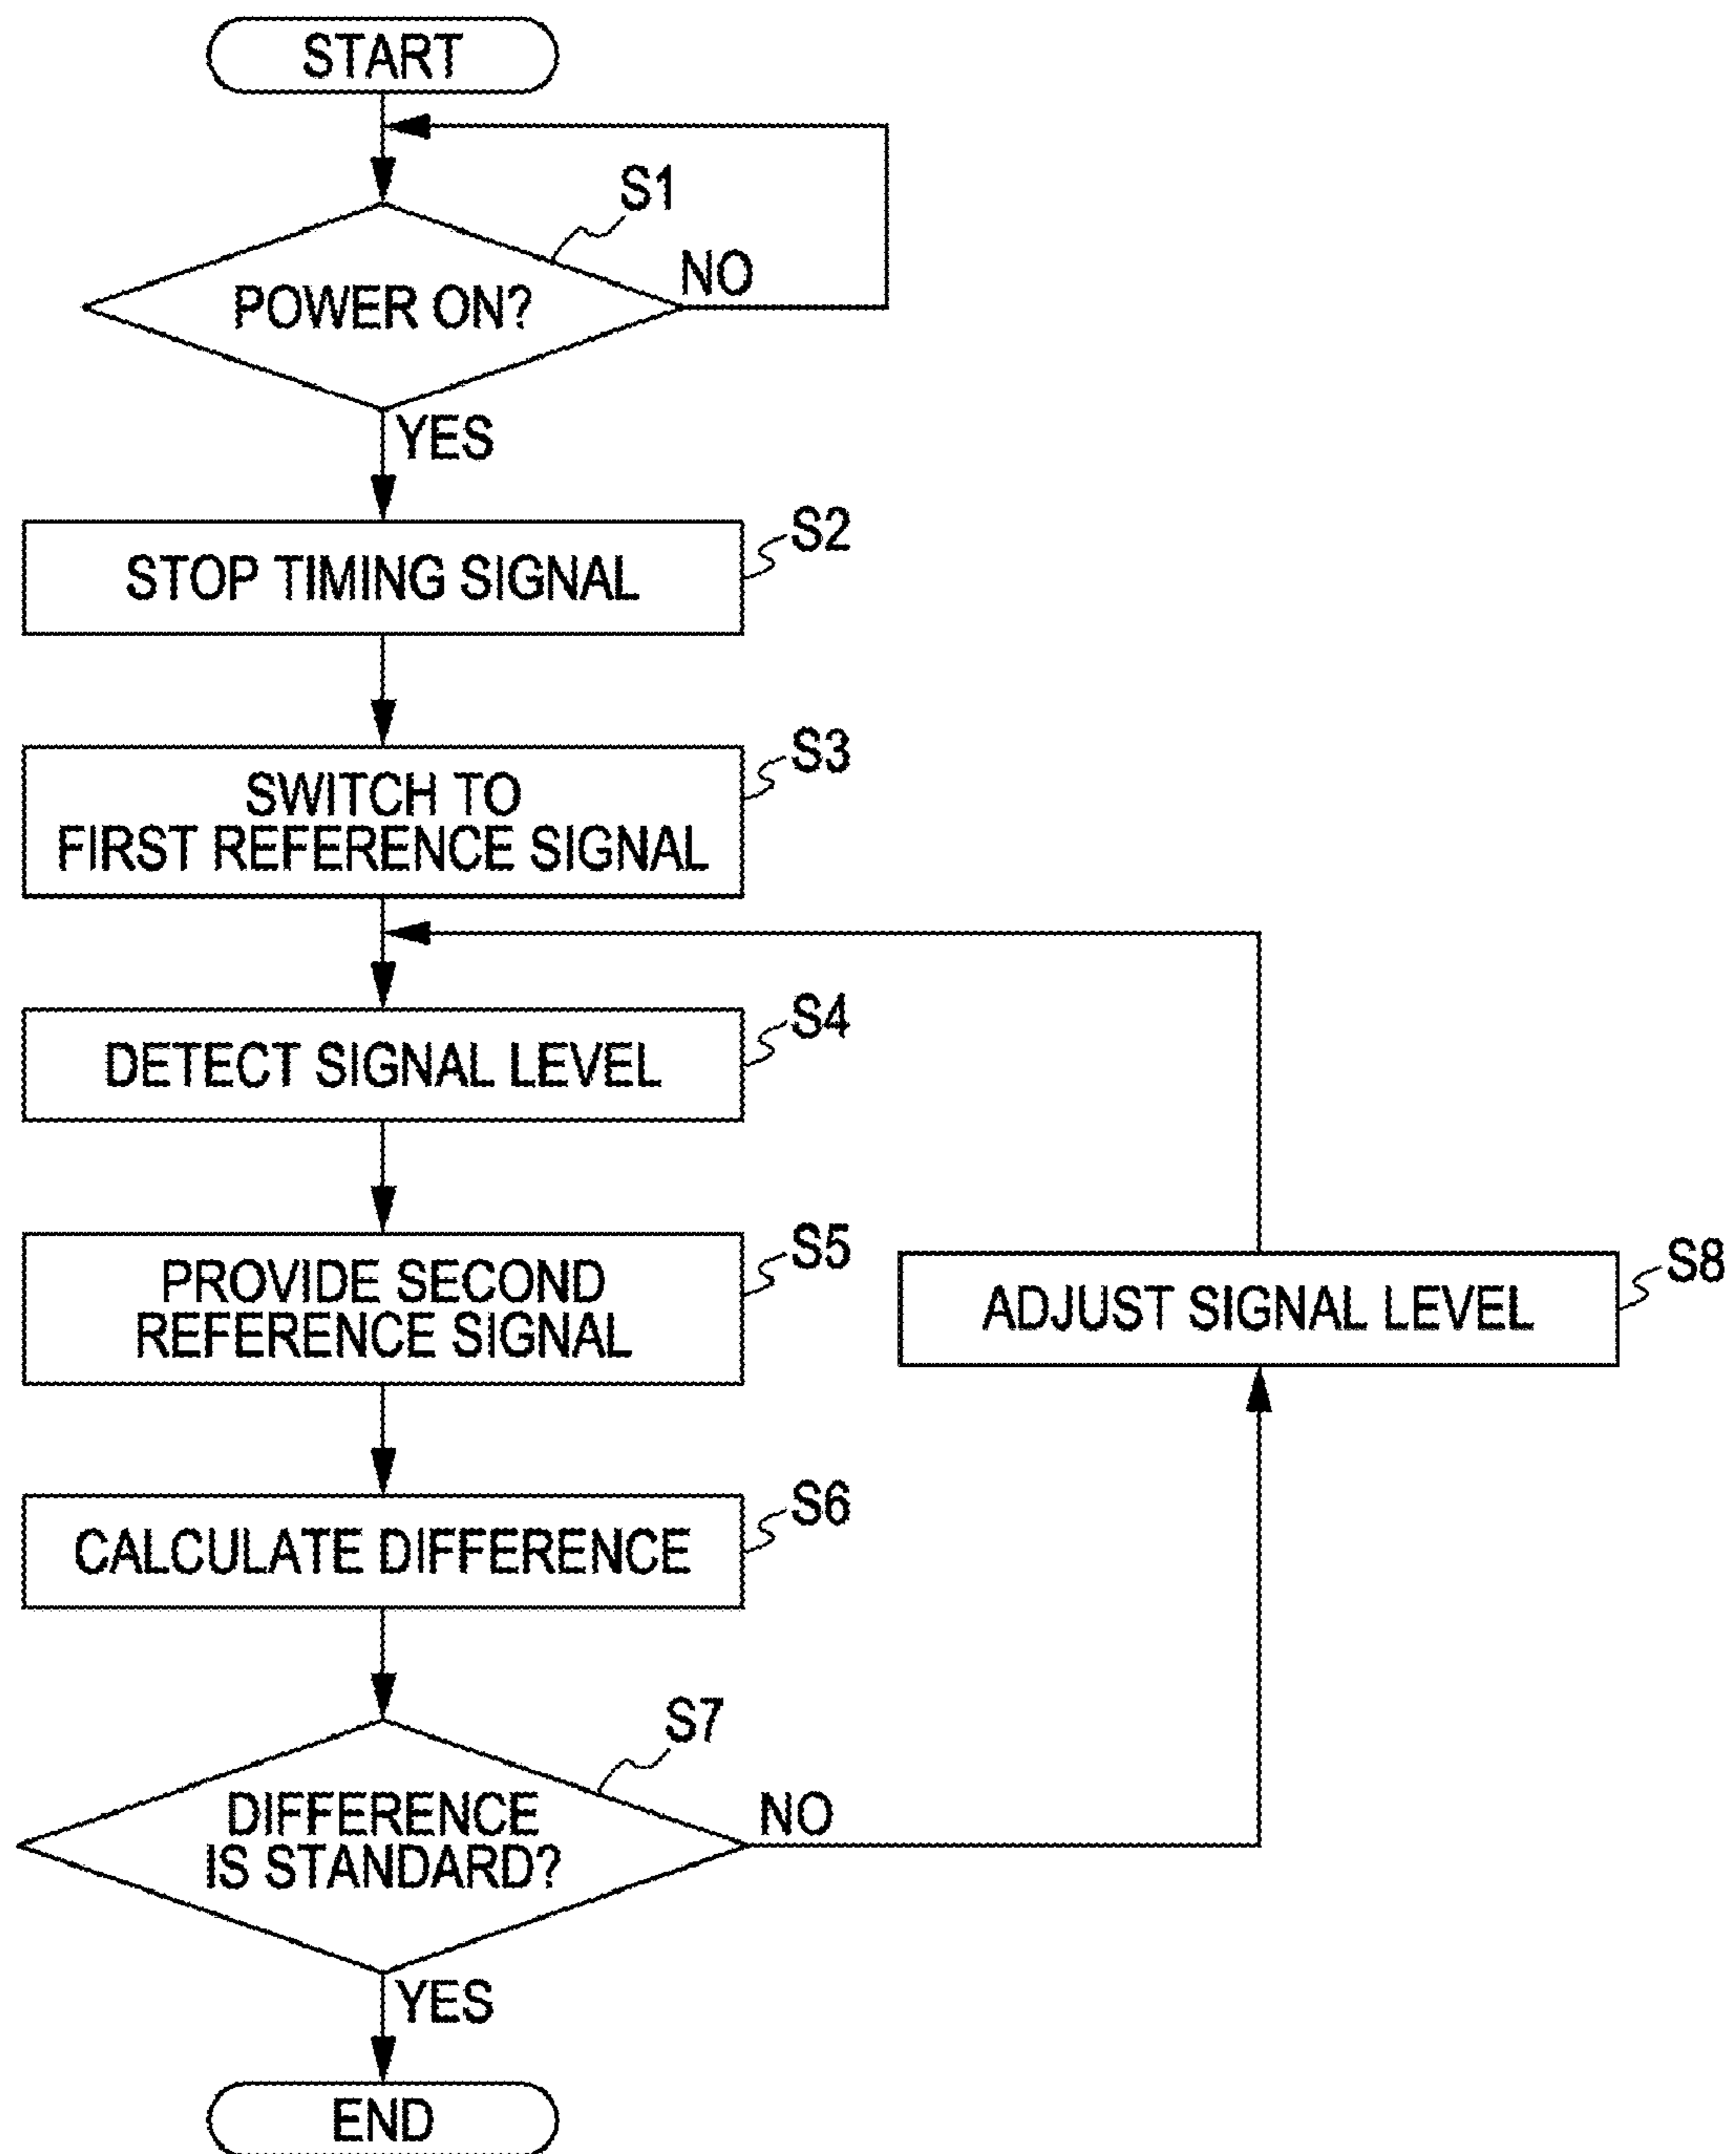 START
S1
POWER ON?
NO
YES
S2
STOP TIMING SIGNAL
S3
SWITCH TO
FIRST REFERENCE SIGNAL
S4
DETECT SIGNAL LEVEL
S5
PROVIDE SECOND
REFERENCE SIGNAL
S8
ADJUST SIGNAL LEVEL
S6
CALCULATE DIFFERENCE
S7
DIFFERENCE
IS STANDARD?
NO
YES
END